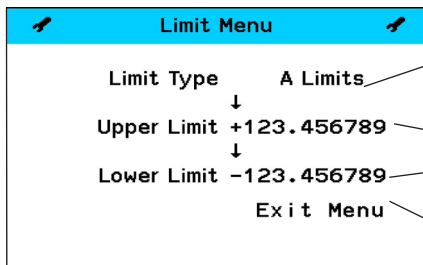 Limit Menu
Limit Type A Limits
↓
Upper Limit +123.456789
↓
Lower Limit -123.456789
Exit Menu